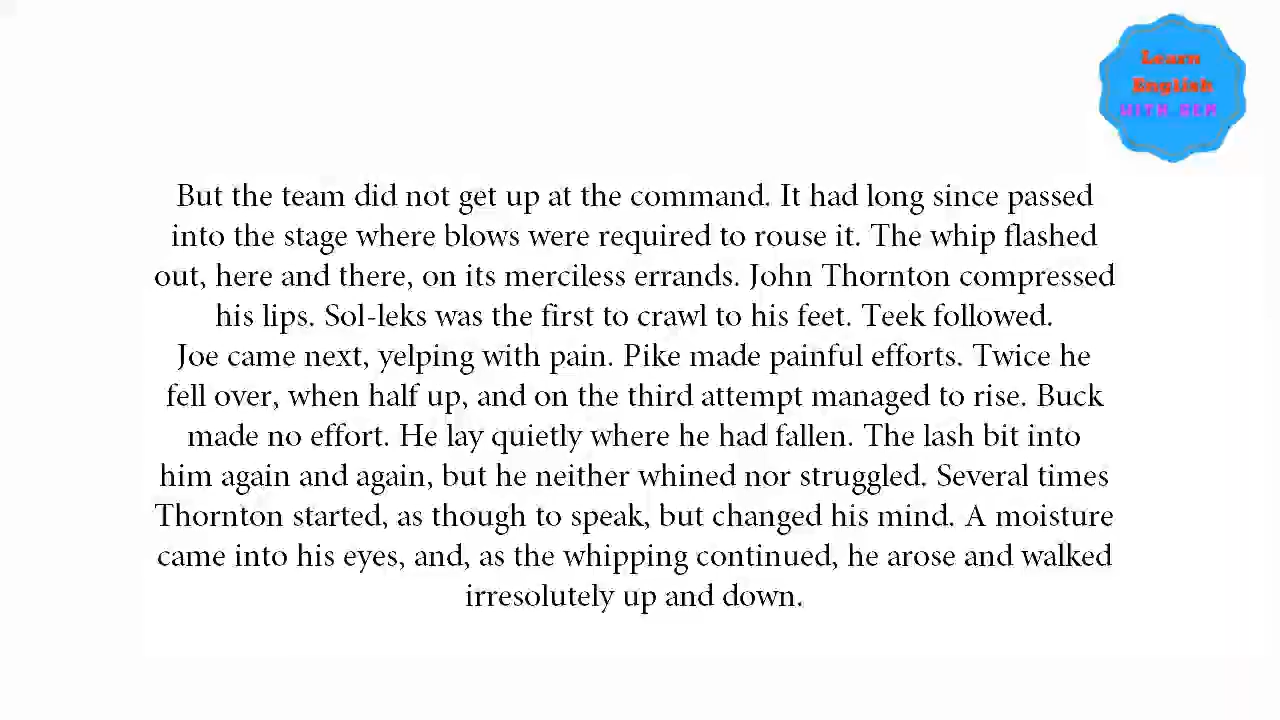 Learn
English
WITH GEM
But the team did not get up at the command. It had long since passed
into the stage where blows were required to rouse it. The whip flashed
out, here and there, on its merciless errands. John Thornton compressed
his lips. Sol-leks was the first to crawl to his feet. Teek followed.
Joe came next, yelping with pain. Pike made painful efforts. Twice he
fell over, when half up, and on the third attempt managed to rise. Buck
made no effort. He lay quietly where he had fallen. The lash bit into
him again and again, but he neither whined nor struggled. Several times
Thornton started, as though to speak, but changed his mind. A moisture
came into his eyes, and, as the whipping continued, he arose and walked
irresolutely up and down.